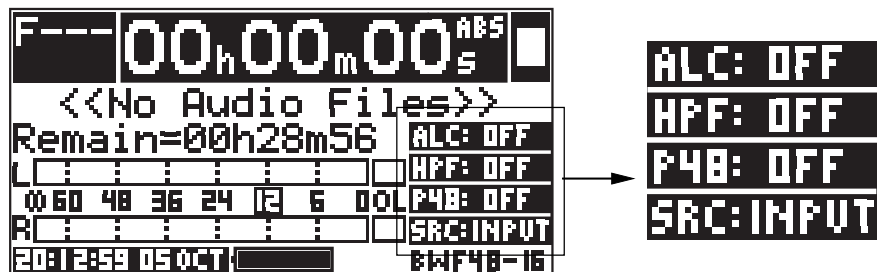 F--- 00h00m00s ABS
<<No Audio Files>>
Remain=00h28m56
ALC: OFF
HPF: OFF
P48: OFF
SRC:INPUT
L
∞ 60 48 36 24 12 6 0 OL
R
20:12:59 05 OCT
BWF48-16
ALC: OFF
HPF: OFF
P48: OFF
SRC:INPUT